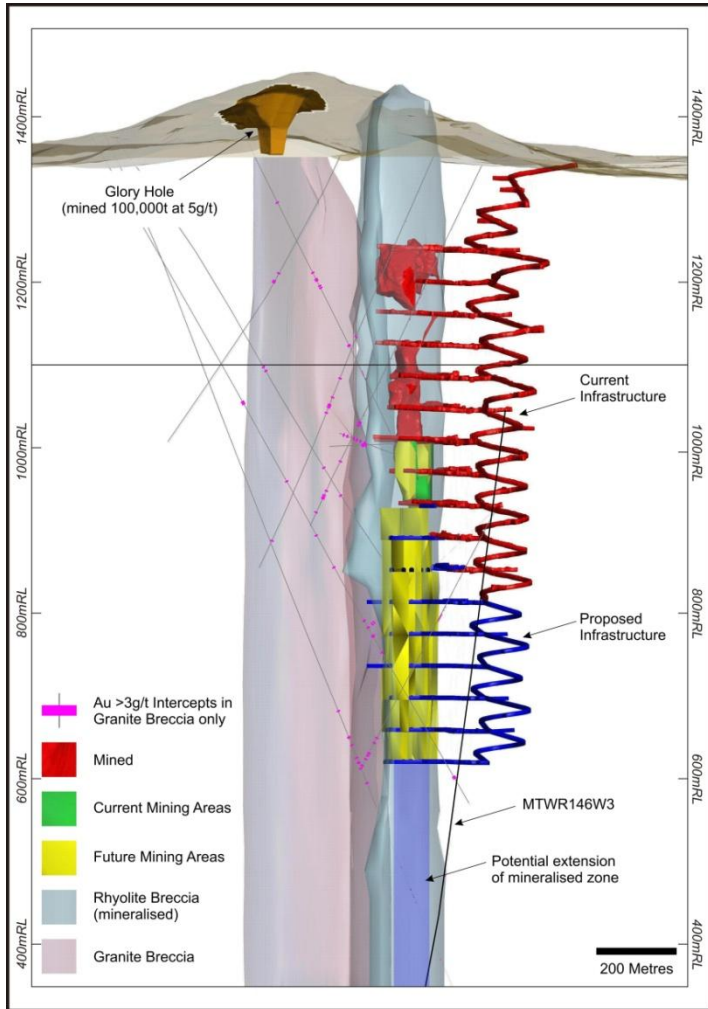 1400mRL
1400mRL
Glory Hole
(mined 100,000t at 5g/t)
1200mRL
1200mRL
Current
Infrastructure
1000mRL
1000mRL
800mRL
800mRL
Proposed
Infrastructure
Au >3g/t Intercepts in
Granite Breccia only
Mined
600mRL
600mRL
Current Mining Areas
MTWR146W3
Future Mining Areas
Potential extension
of mineralised zone
Rhyolite Breccia
(mineralised)
Granite Breccia
400mRL
400mRL
200 Metres